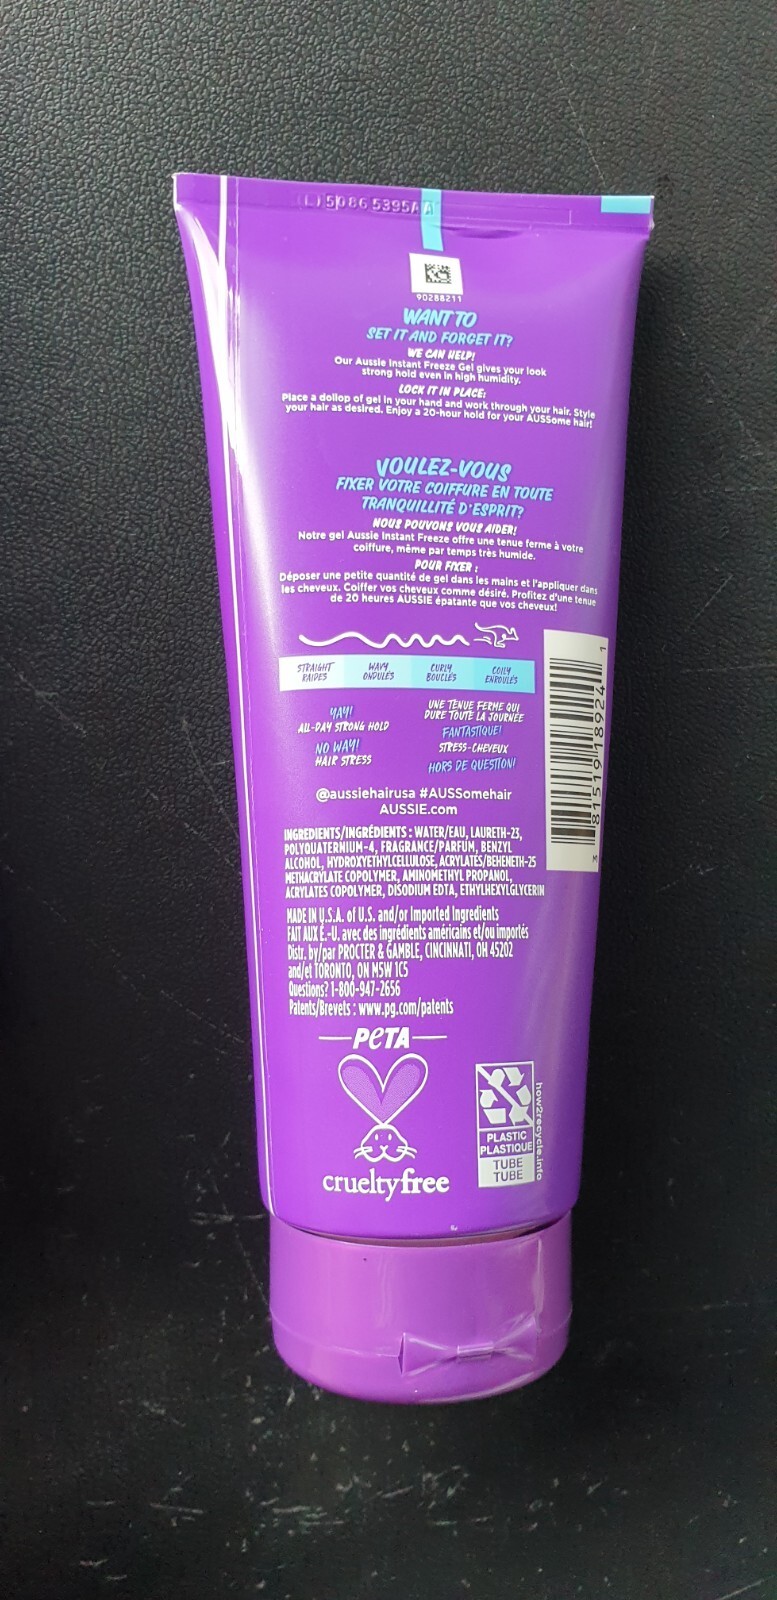 (L) 5086 5395AA
90288211
WANT TO
SET IT AND FORGET IT?
WE CAN HELP!
Our Aussie Instant Freeze Gel gives your look
strong hold even in high humidity.
LOCK IT IN PLACE:
Place a dollop of gel in your hand and work through your hair. Style
your hair as desired. Enjoy a 20-hour hold for your AUSSome hair!
VOULEZ-VOUS
FIXER VOTRE COIFFURE EN TOUTE
TRANQUILLITÉ D'ESPRIT?
NOUS POUVONS VOUS AIDER!
Notre gel Aussie Instant Freeze offre une tenue ferme à votre
coiffure, même par temps très humide.
POUR FIXER :
Déposer une petite quantité de gel dans les mains et l'appliquer dans
les cheveux. Coiffer vos cheveux comme désiré. Profitez d'une tenue
de 20 heures AUSSIE épatante que vos cheveux!
STRAIGHT WAVY CURLY COILY
RAIDES ONDULÉS BOUCLÉS ENROULÉS
YAY!
ALL-DAY STRONG HOLD
NO WAY!
HAIR STRESS
UNE TENUE FERME QUI
DURE TOUTE LA JOURNÉE
FANTASTIQUE!
STRESS-CHEVEUX
HORS DE QUESTION!
3 81519 18924 1
@aussiehairusa #AUSSomehair
AUSSIE.com
INGREDIENTS/INGRÉDIENTS : WATER/EAU, LAURETH-23,
POLYQUATERNIUM-4, FRAGRANCE/PARFUM, BENZYL
ALCOHOL, HYDROXYETHYLCELLULOSE, ACRYLATES/BEHENETH-25
METHACRYLATE COPOLYMER, AMINOMETHYL PROPANOL,
ACRYLATES COPOLYMER, DISODIUM EDTA, ETHYLHEXYLGLYCERIN
MADE IN U.S.A. of U.S. and/or Imported Ingredients
FAIT AUX É.-U. avec des ingrédients américains et/ou importés
Distr. by/par PROCTER & GAMBLE, CINCINNATI, OH 45202
and/et TORONTO, ON M5W 1C5
Questions? 1-800-947-2656
Patents/Brevets : www.pg.com/patents
PETA
crueltyfree
PLASTIC
PLASTIQUE
TUBE
TUBE
how2recycle.info